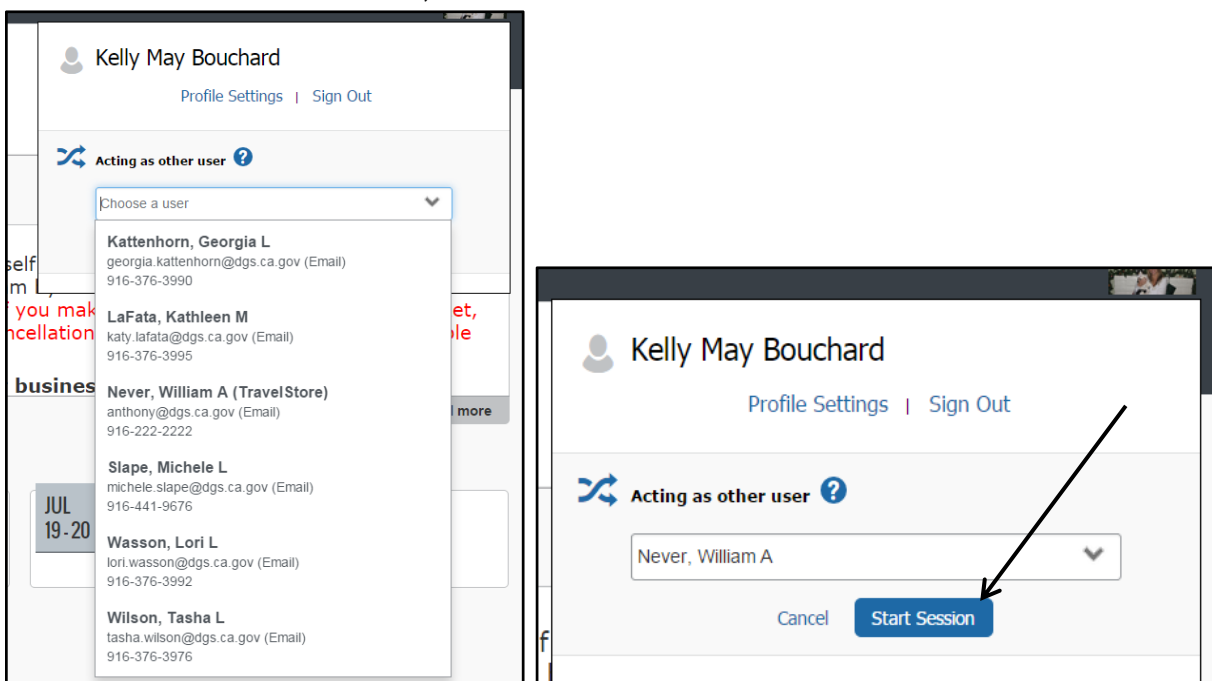 Kelly May Bouchard
Profile Settings | Sign Out
Acting as other user ?
Choose a user
Kattenhorn, Georgia L
georgia.kattenhorn@dgs.ca.gov (Email)
916-376-3990
LaFata, Kathleen M
katy.lafata@dgs.ca.gov (Email)
916-376-3995
Never, William A (TravelStore)
anthony@dgs.ca.gov (Email)
916-222-2222
Slape, Michele L
michele.slape@dgs.ca.gov (Email)
916-441-9676
Wasson, Lori L
lori.wasson@dgs.ca.gov (Email)
916-376-3992
Wilson, Tasha L
tasha.wilson@dgs.ca.gov (Email)
916-376-3976
self
m
you mak et,
ncellation ble
busines
more
JUL
19-20
Kelly May Bouchard
Profile Settings | Sign Out
Acting as other user ?
Never, William A
Cancel Start Session
f